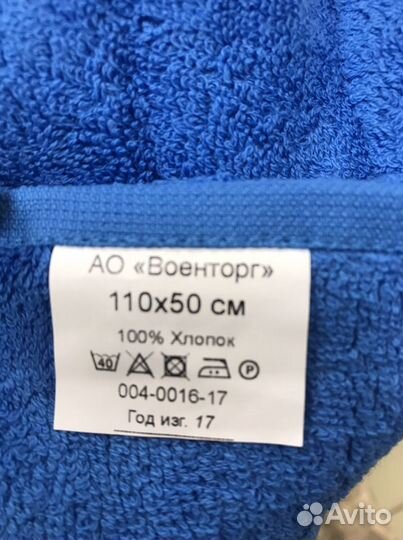 АО «Военторг»
110х50 см
100% Хлопок
40 P
004-0016-17
Год изг. 17
Avito